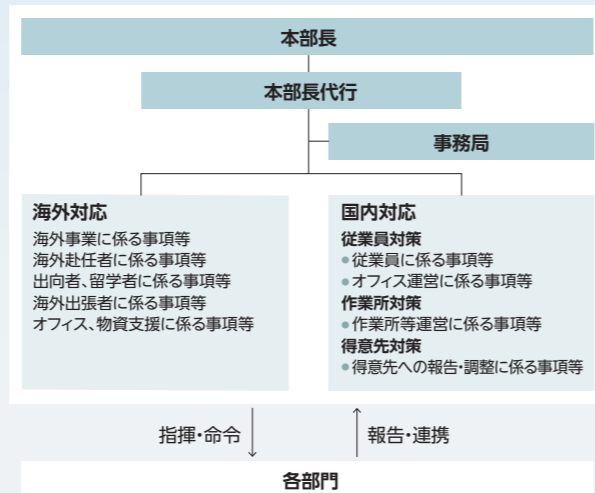 本部長
本部長代行
事務局
海外対応
海外事業に係る事項等
海外赴任者に係る事項等
出向者、留学者に係る事項等
海外出張者に係る事項等
オフィス、物資支援に係る事項等
国内対応
従業員対策
●従業員に係る事項等
●オフィス運営に係る事項等
作業所対策
●作業所等運営に係る事項等
得意先対策
●得意先への報告・調整に係る事項等
指揮・命令
報告・連携
各部門